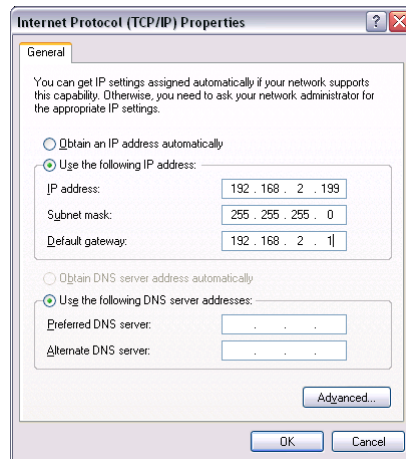 Internet Protocol (TCP/IP) Properties
General
You can get IP settings assigned automatically if your network supports
this capability. Otherwise, you need to ask your network administrator for
the appropriate IP settings.
Obtain an IP address automatically
Use the following IP address:
IP address: 192 . 168 . 2 . 199
Subnet mask: 255 . 255 . 255 . 0
Default gateway: 192 . 168 . 2 . 1
Obtain DNS server address automatically
Use the following DNS server addresses:
Preferred DNS server: . . .
Alternate DNS server: . . .
Advanced...
OK Cancel